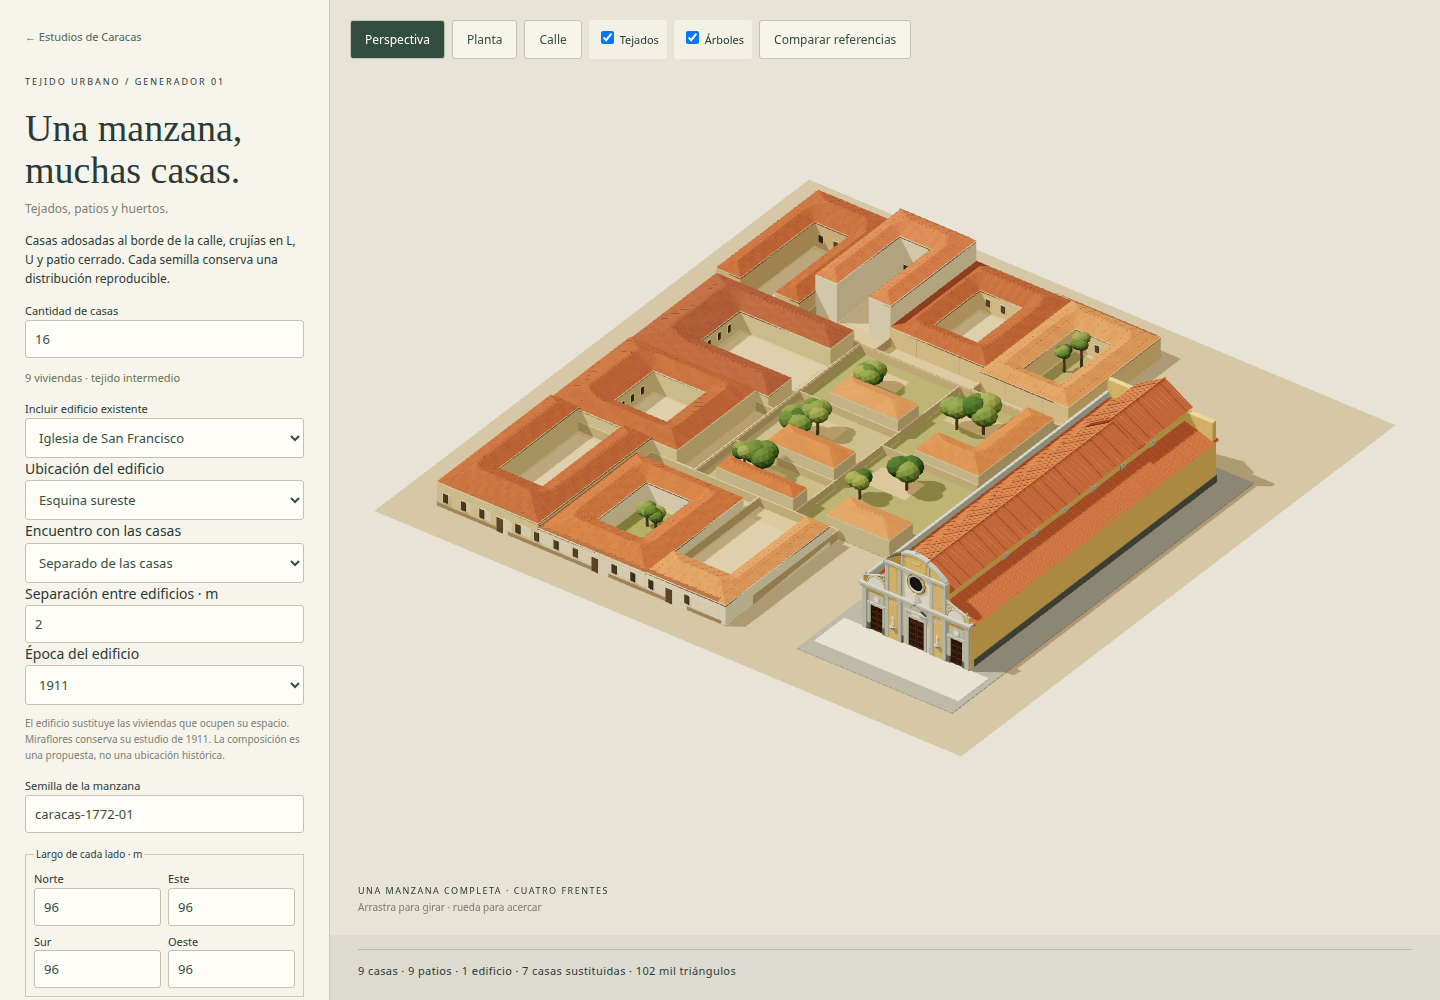 ← Estudios de Caracas
TEJIDO URBANO / GENERADOR 01
Una manzana,
muchas casas.
Tejados, patios y huertos.
Casas adosadas al borde de la calle, crujías en L,
U y patio cerrado. Cada semilla conserva una
distribución reproducible.
Cantidad de casas
16
9 viviendas · tejido intermedio
Incluir edificio existente
Iglesia de San Francisco
Ubicación del edificio
Esquina sureste
Encuentro con las casas
Separado de las casas
Separación entre edificios · m
2
Época del edificio
1911
El edificio sustituye las viviendas que ocupen su espacio.
Miraflores conserva su estudio de 1911. La composición es
una propuesta, no una ubicación histórica.
Semilla de la manzana
caracas-1772-01
Largo de cada lado · m
Norte Este
96 96
Sur Oeste
96 96
Perspectiva Planta Calle Tejados Árboles Comparar referencias
UNA MANZANA COMPLETA · CUATRO FRENTES
Arrastra para girar · rueda para acercar
9 casas · 9 patios · 1 edificio · 7 casas sustituidas · 102 mil triángulos